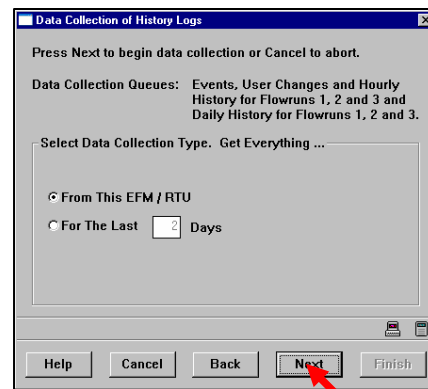 Data Collection of History Logs
Press Next to begin data collection or Cancel to abort.
Data Collection Queues: Events, User Changes and Hourly
History for Flowruns 1, 2 and 3 and
Daily History for Flowruns 1, 2 and 3.
Select Data Collection Type. Get Everything ...
From This EFM / RTU
For The Last 2 Days
Help Cancel Back Next Finish